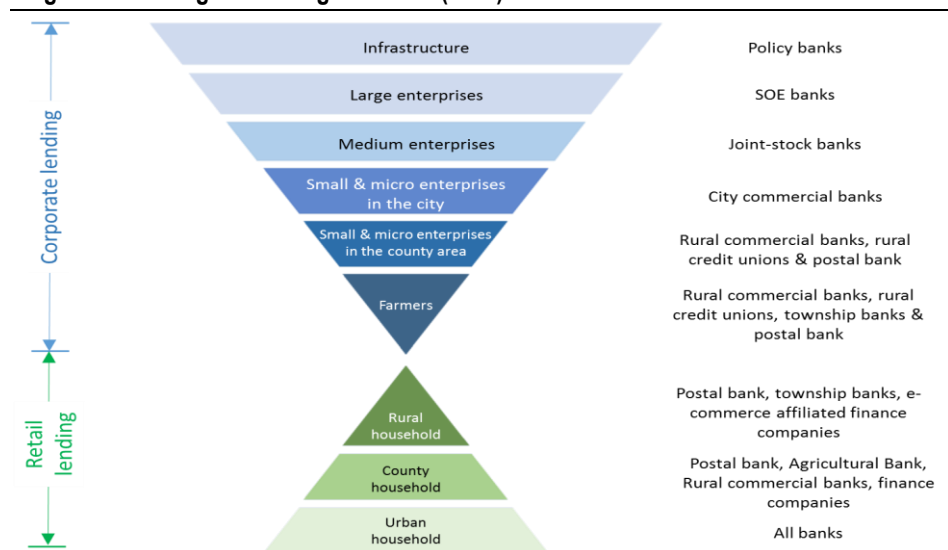 Infrastructure
Policy banks
Large enterprises
SOE banks
Medium enterprises
Joint-stock banks
Small & micro enterprises
in the city
City commercial banks
Small & micro enterprises
in the county area
Rural commercial banks, rural
credit unions & postal bank
Farmers
Rural commercial banks, rural
credit unions, township banks &
postal bank
Corporate lending
Rural
household
Postal bank, township banks, e-
commerce affiliated finance
companies
County
household
Postal bank, Agricultural Bank,
Rural commercial banks, finance
companies
Urban
household
All banks
Retail
lending